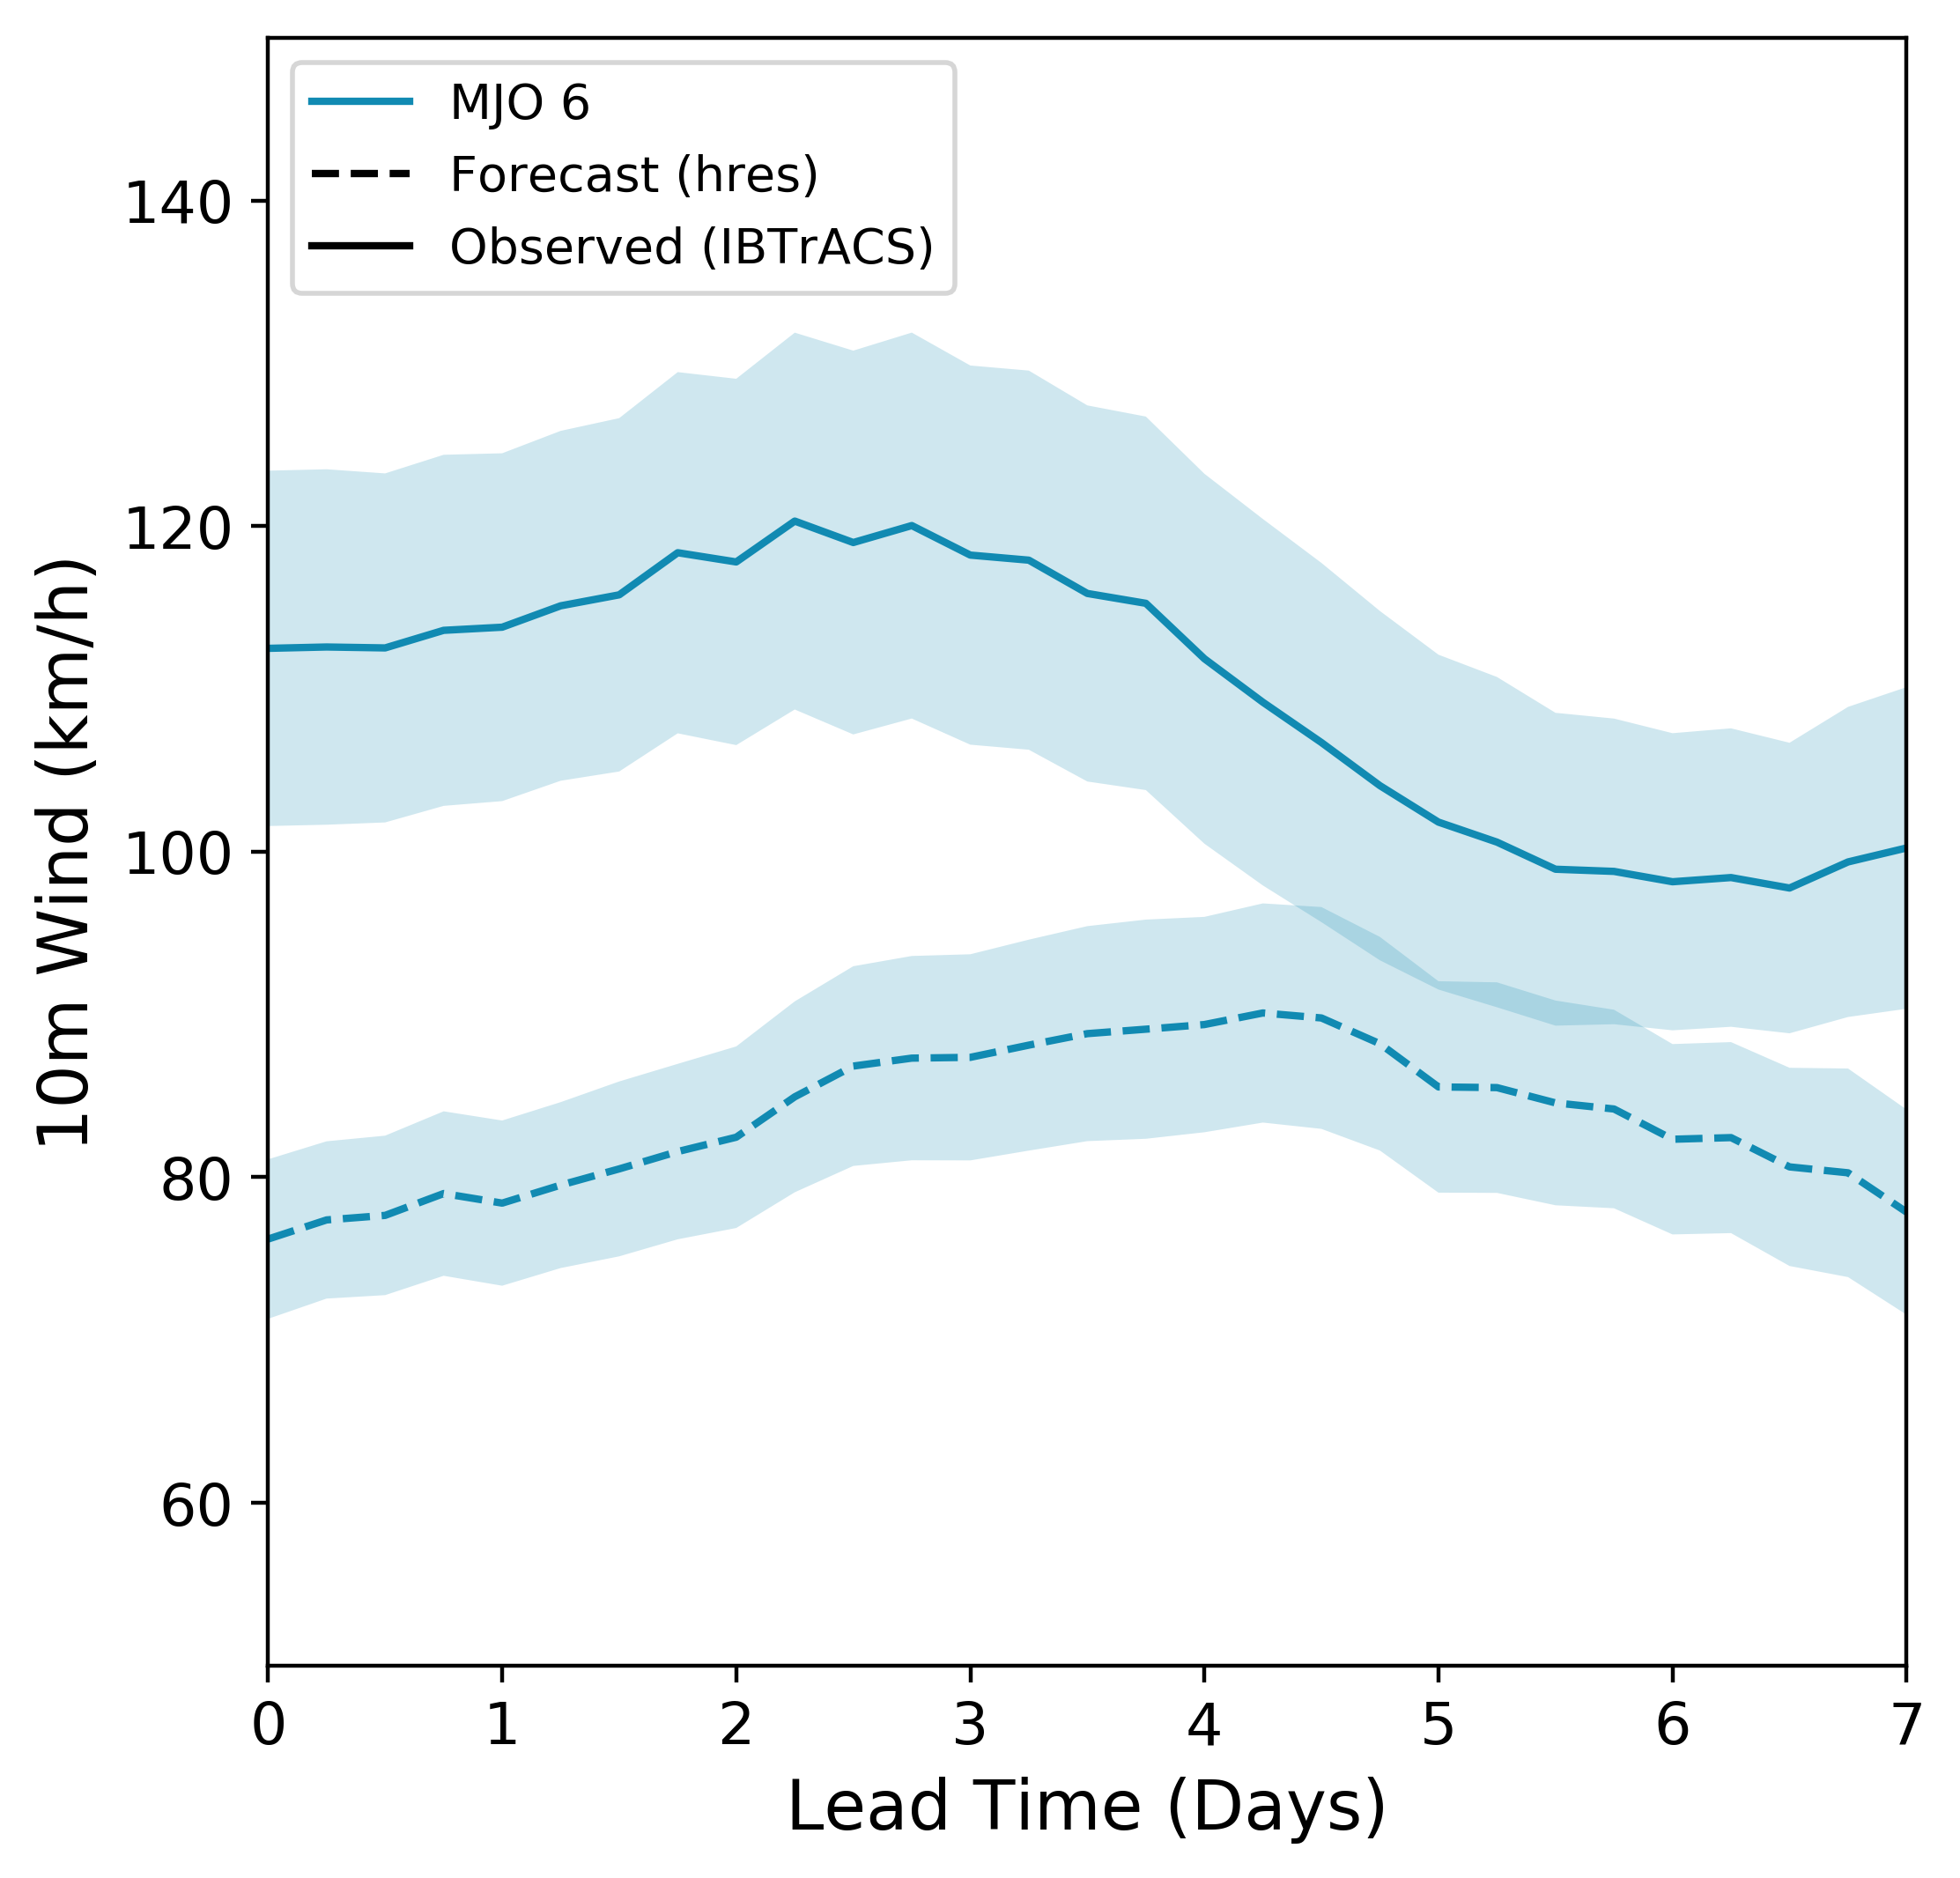 MJO 6
Forecast (hres)
Observed (IBTrACS)
140
120
100
80
60
10m Wind (km/h)
0 1 2 3 4 5 6 7
Lead Time (Days)